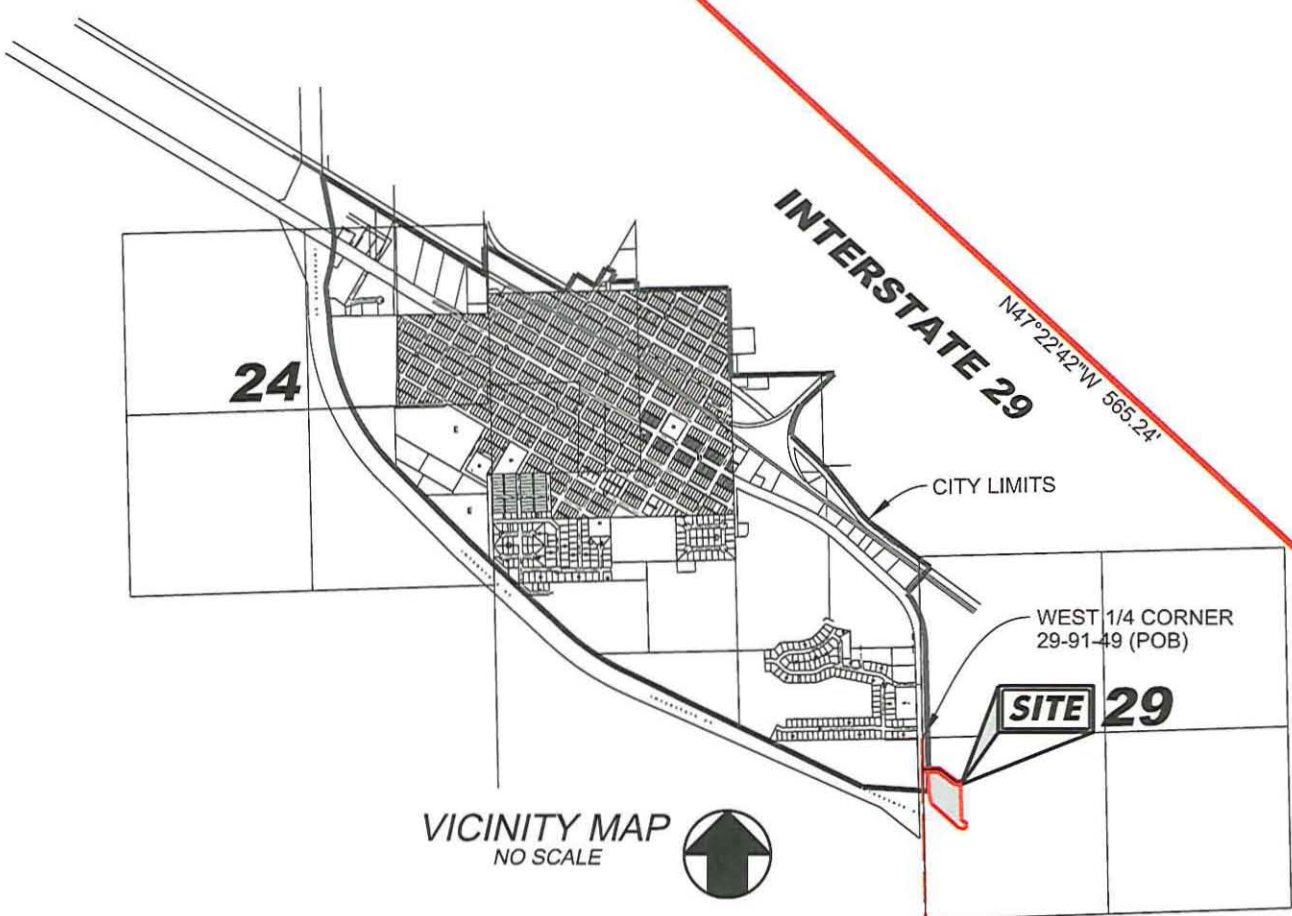 INTERSTATE 29
N47°22'42"W 565.24'
24
CITY LIMITS
WEST 1/4 CORNER
29-91-49 (POB)
SITE
29
VICINITY MAP
NO SCALE